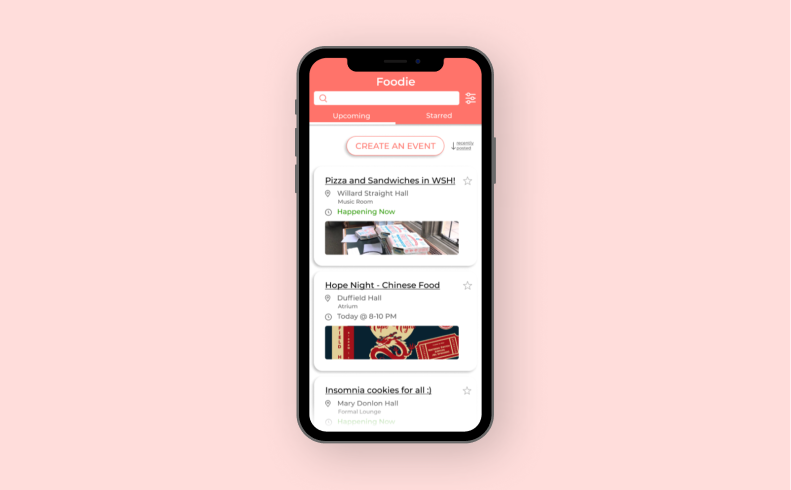 Foodie
Upcoming
Starred
CREATE AN EVENT
recently
posted
Pizza and Sandwiches in WSH!
Willard Straight Hall
Music Room
Happening Now
Hope Night - Chinese Food
Duffield Hall
Atrium
Today @ 8-10 PM
Insomnia cookies for all :)
Mary Donlon Hall
Formal Lounge
Happening Now